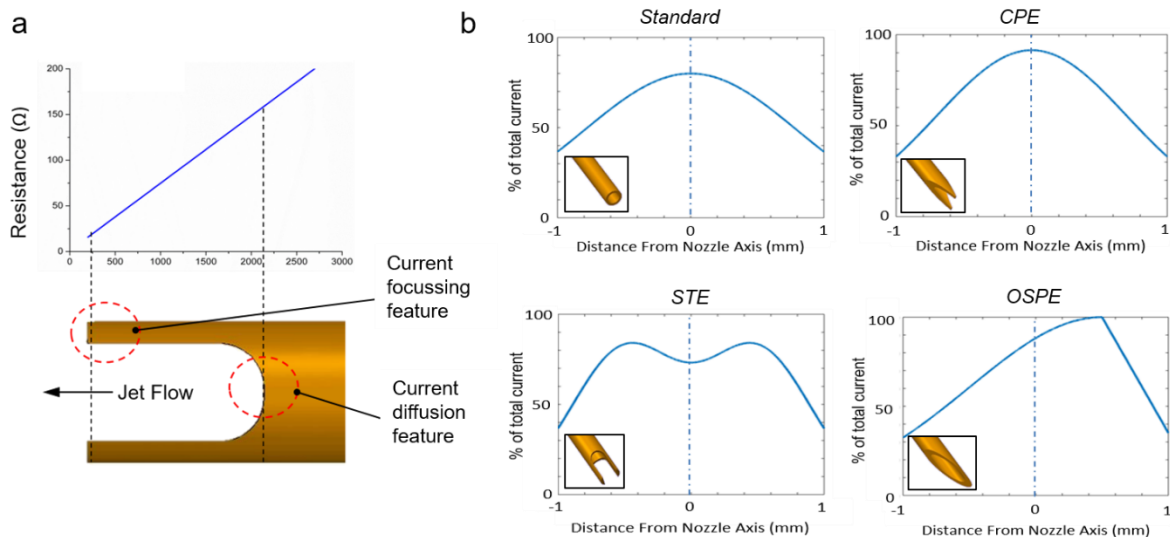 a
200
150
100
50
0
Resistance (Ω)
0 500 1000 1500 2000 2500 3000
Current
focussing
feature
Jet Flow
Current
diffusion
feature
b
Standard
100
50
0
% of total current
-1 0 1
Distance From Nozzle Axis (mm)
CPE
100
50
0
% of total current
-1 0 1
Distance From Nozzle Axis (mm)
STE
100
50
0
% of total current
-1 0 1
Distance From Nozzle Axis (mm)
OSPE
100
50
0
% of total current
-1 0 1
Distance From Nozzle Axis (mm)